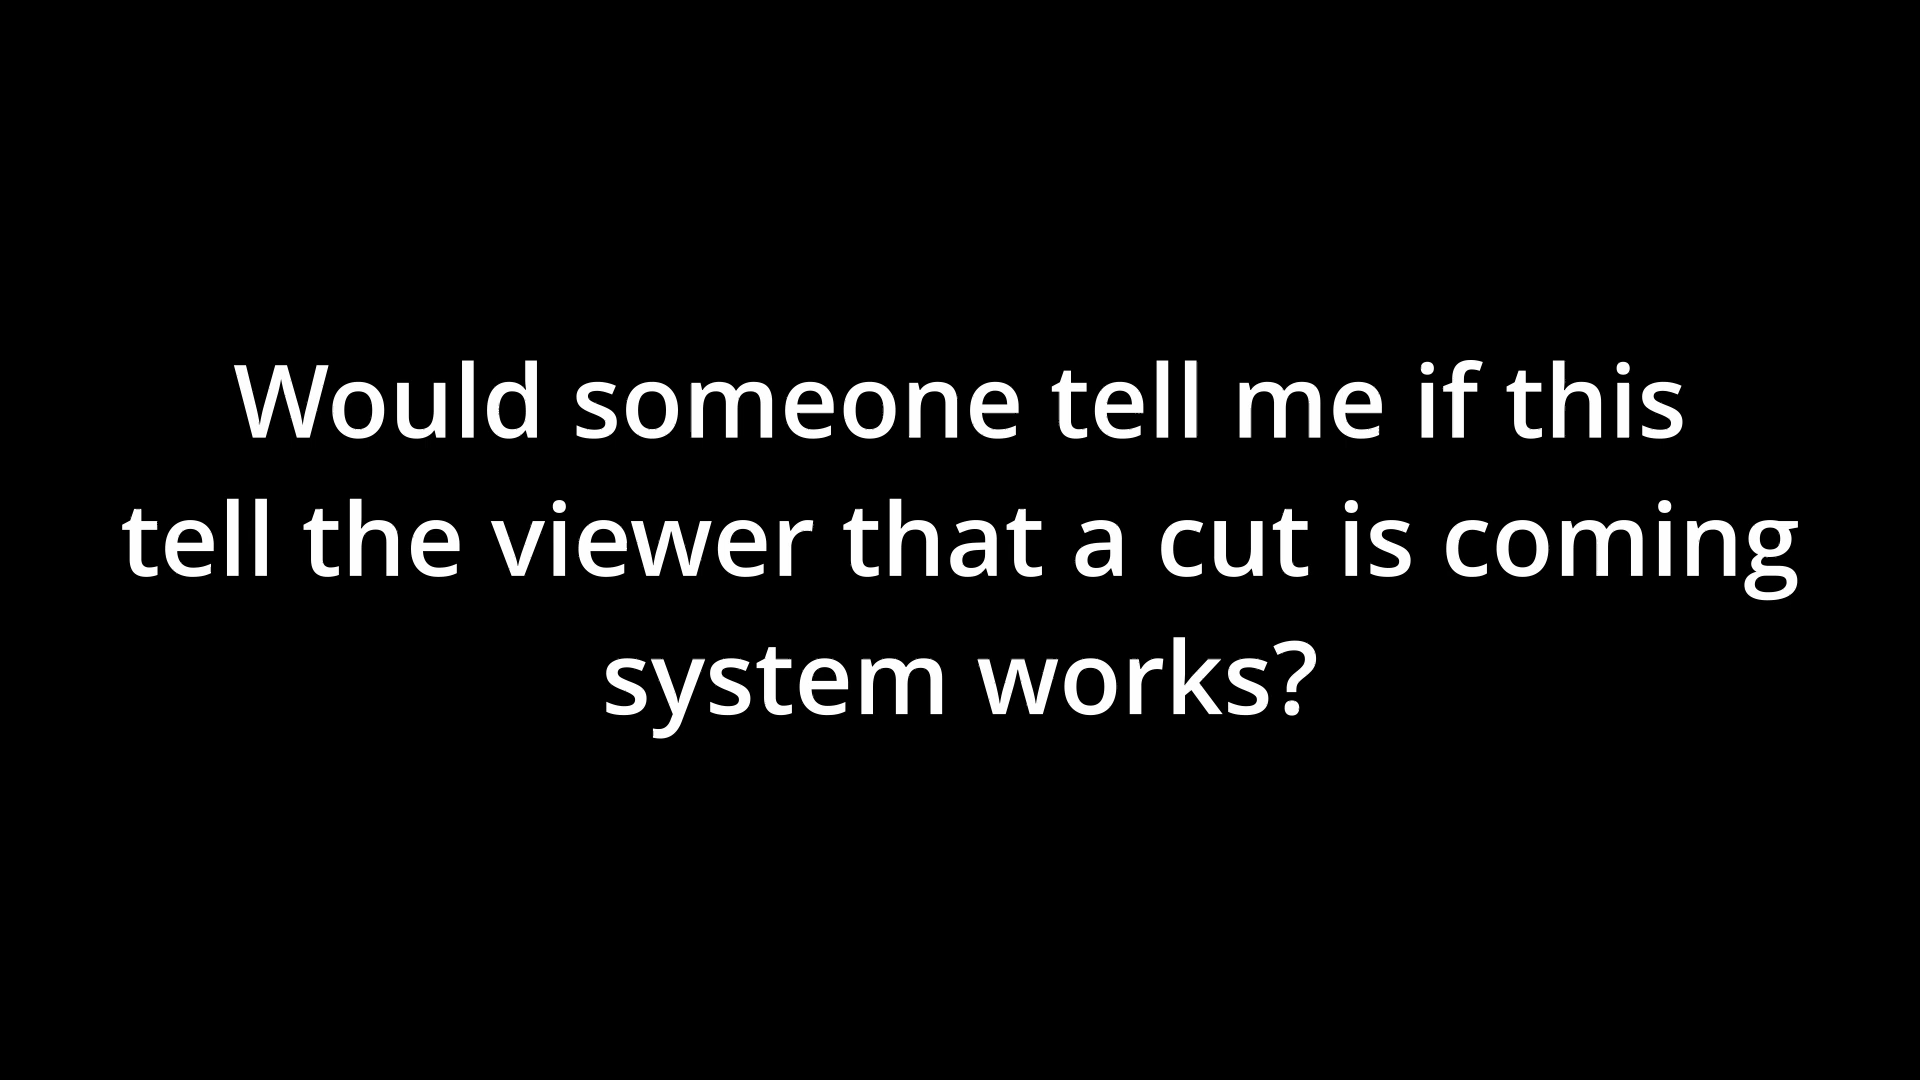 Would someone tell me if this
tell the viewer that a cut is coming
system works?